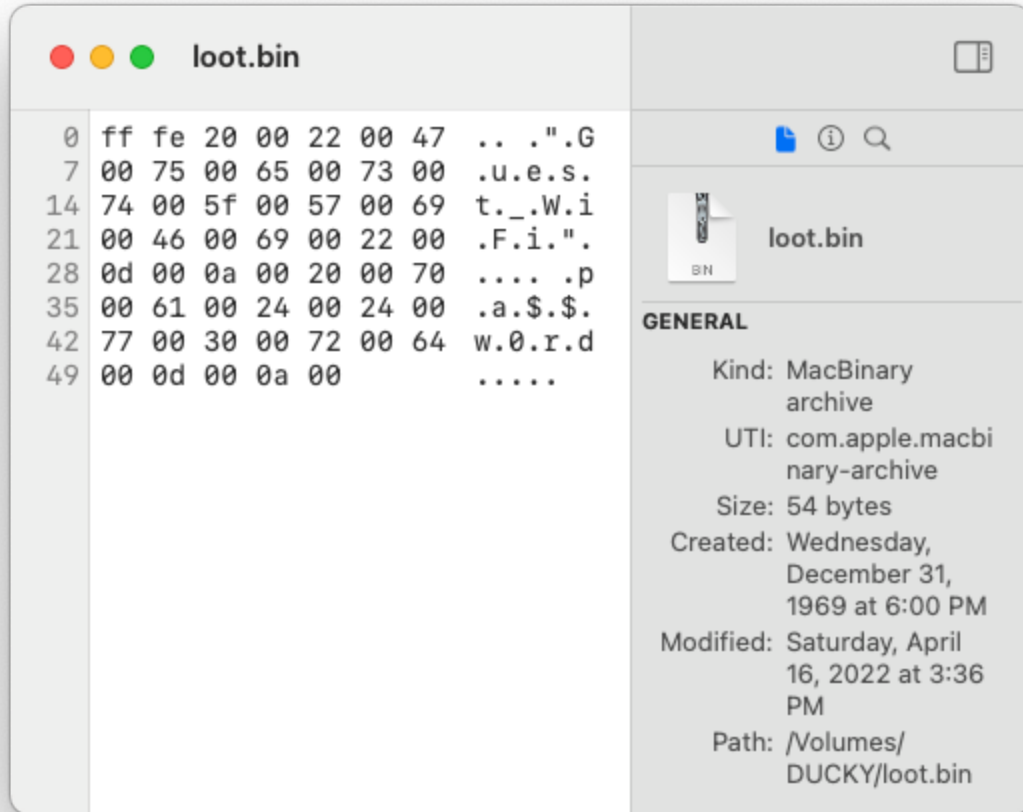 loot.bin
0 ff fe 20 00 22 00 47 .. .".G
7 00 75 00 65 00 73 00 .u.e.s.
14 74 00 5f 00 57 00 69 t._.W.i
21 00 46 00 69 00 22 00 .F.i.".
28 0d 00 0a 00 20 00 70 .... .p
35 00 61 00 24 00 24 00 .a.$.$.
42 77 00 30 00 72 00 64 w.0.r.d
49 00 0d 00 0a 00 .....
BIN
loot.bin
GENERAL
Kind: MacBinary
archive
UTI: com.apple.macbi
nary-archive
Size: 54 bytes
Created: Wednesday,
December 31,
1969 at 6:00 PM
Modified: Saturday, April
16, 2022 at 3:36
PM
Path: /Volumes/
DUCKY/loot.bin